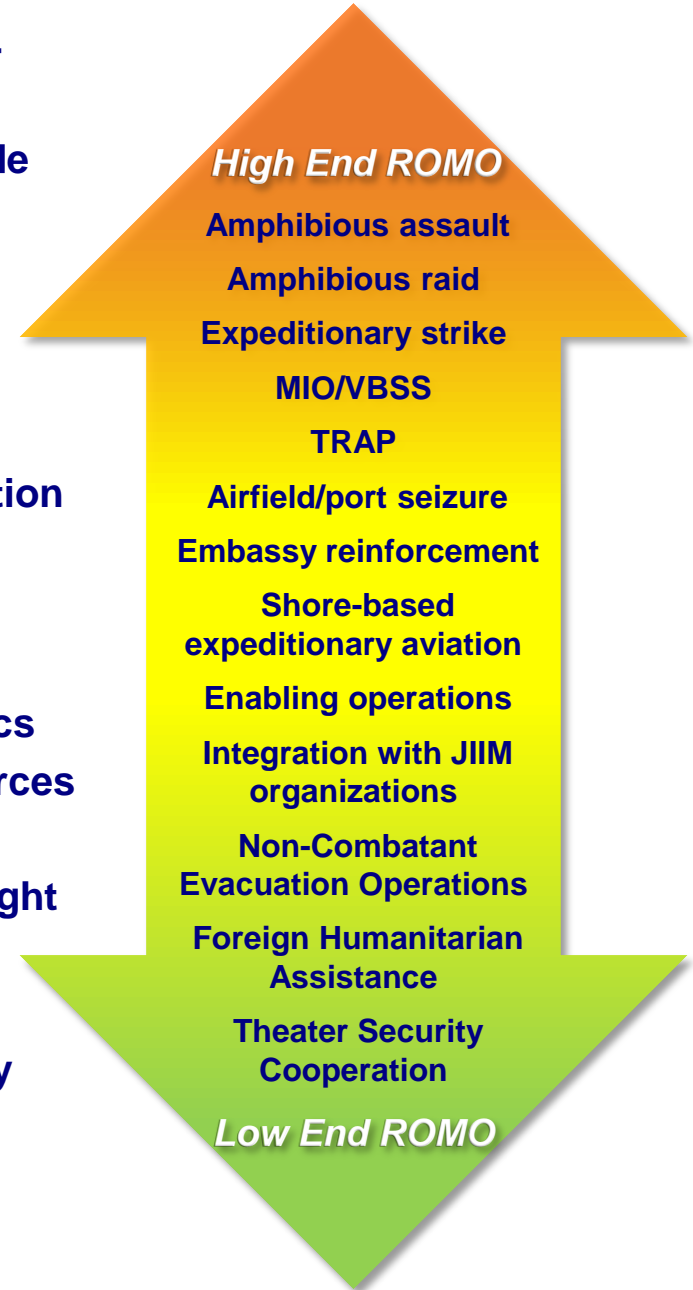 High End ROMO
Amphibious assault
Amphibious raid
Expeditionary strike
MIO/VBSS
TRAP
Airfield/port seizure
Embassy reinforcement
Shore-based
expeditionary aviation
Enabling operations
Integration with JIIM
organizations
Non-Combatant
Evacuation Operations
Foreign Humanitarian
Assistance
Theater Security
Cooperation
Low End ROMO